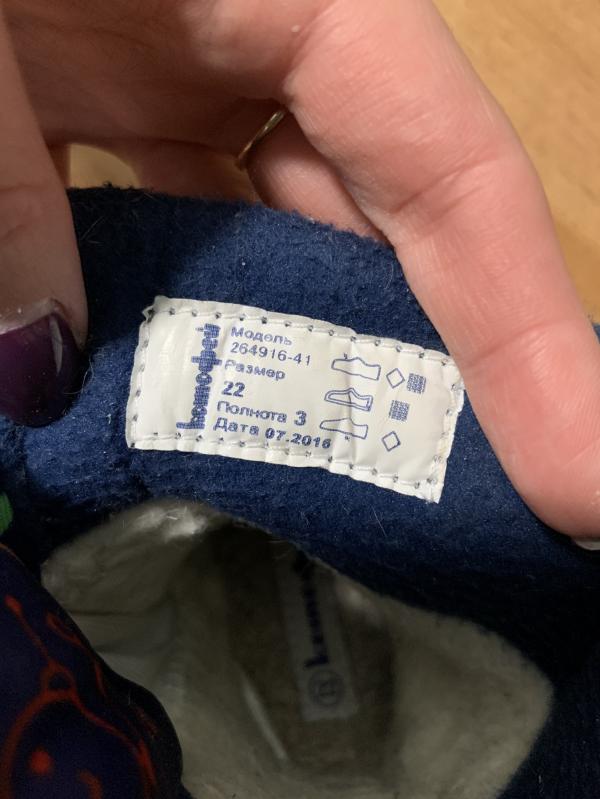 котофей
Модель
264916-41
Размер
22
Полнота 3
Дата 07-2016